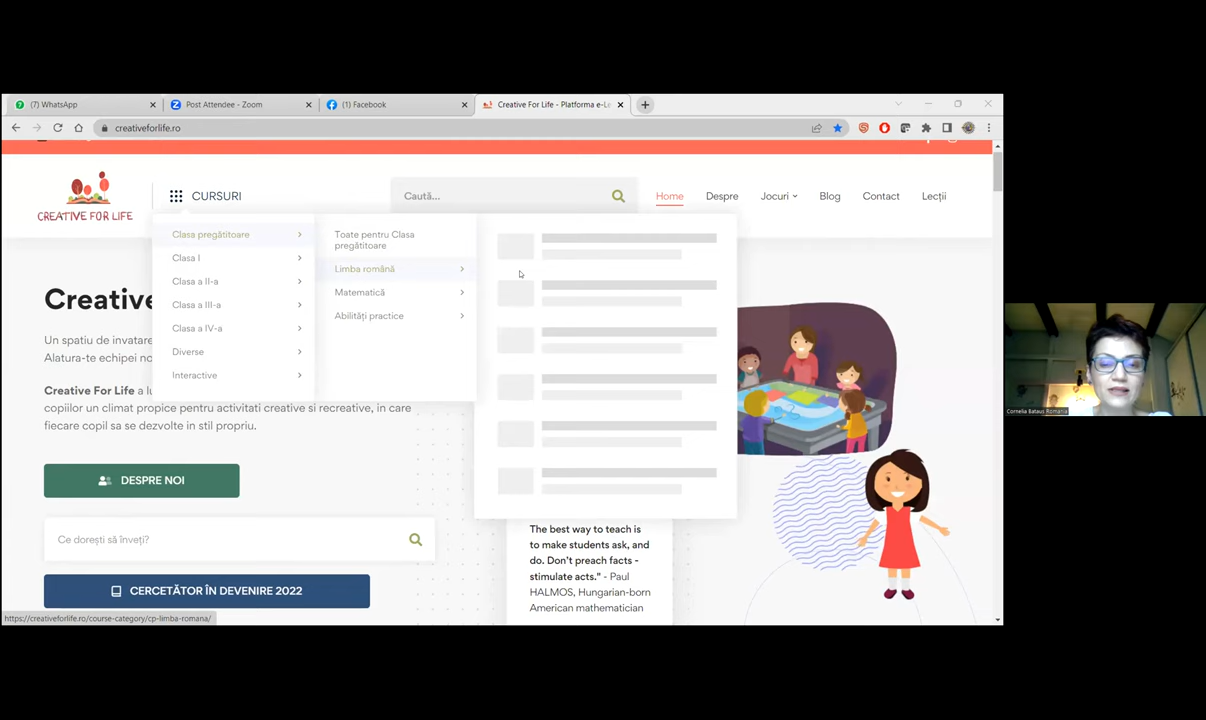 (7) WhatsApp
Post Attendee - Zoom
(1) Facebook
Creative For Life - Platforma e-Le
creativeforlife.ro
CREATIVE FOR LIFE
CURSURI
Caută...
Home
Despre
Jocuri
Blog
Contact
Lecții
Clasa pregătitoare
Clasa I
Clasa a II-a
Clasa a III-a
Clasa a IV-a
Diverse
Interactive
Toate pentru Clasa
pregătitoare
Limba română
Matematică
Abilități practice
Creative
Un spatiu de invatare
Alatura-te echipei no
Creative For Life a lu
copiilor un climat propice pentru activitati creative si recreative, in care
fiecare copil sa se dezvolte in stil propriu.
DESPRE NOI
Ce dorești să înveți?
CERCETĂTOR ÎN DEVENIRE 2022
The best way to teach is
to make students ask, and
do. Don't preach facts -
stimulate acts." - Paul
HALMOS, Hungarian-born
American mathematician
https://creativeforlife.ro/course-category/cp-limba-romana/
Cornelia Bataus Romania